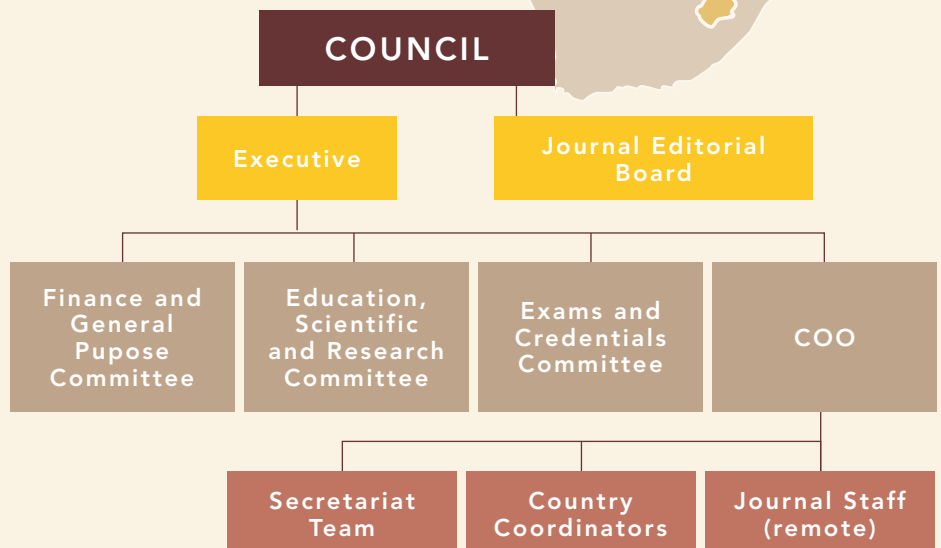 COUNCIL
Executive
Journal Editorial
Board
Finance and
General
Pupose
Committee
Education,
Scientific
and Research
Committee
Exams and
Credentials
Committee
COO
Secretariat
Team
Country
Coordinators
Journal Staff
(remote)